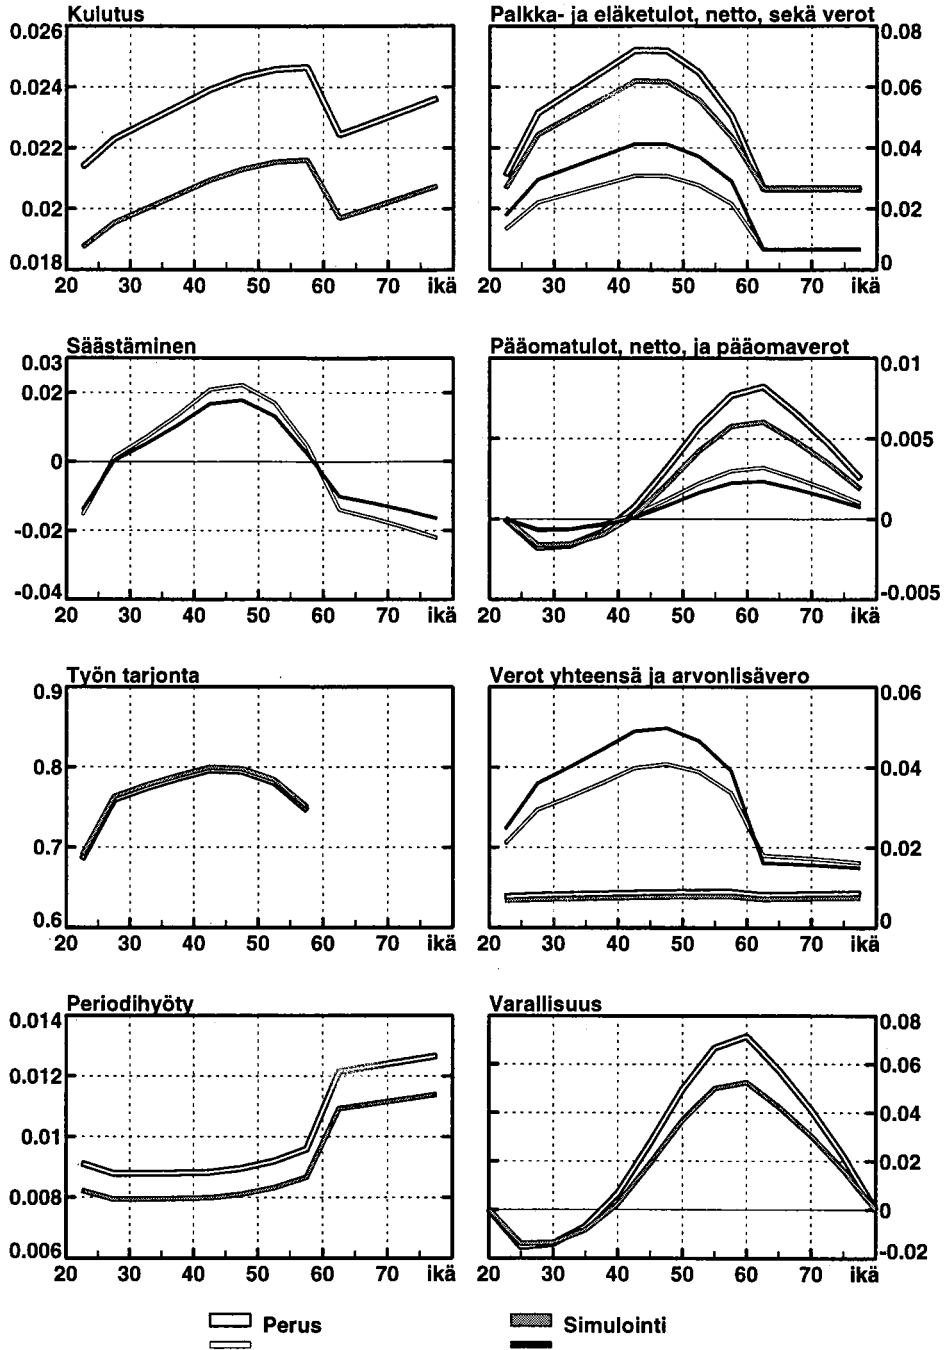 Kulutus
0.026
0.024
0.022
0.02
0.018
20 30 40 50 60 70 ikä
Palkka- ja eläketulot, netto, sekä verot
0.08
0.06
0.04
0.02
0
20 30 40 50 60 70 ikä
Säästäminen
0.03
0.02
0
-0.02
-0.04
20 30 40 50 60 70 ikä
Pääomatulot, netto, ja pääomaverot
0.01
0.005
0
-0.005
20 30 40 50 60 70 ikä
Työn tarjonta
0.9
0.8
0.7
0.6
20 30 40 50 60 70 ikä
Verot yhteensä ja arvonlisävero
0.06
0.04
0.02
0
20 30 40 50 60 70 ikä
Periodihyöty
0.014
0.012
0.01
0.008
0.006
20 30 40 50 60 70 ikä
Varallisuus
0.08
0.06
0.04
0.02
0
-0.02
20 30 40 50 60 70 ikä
Perus
Simulointi